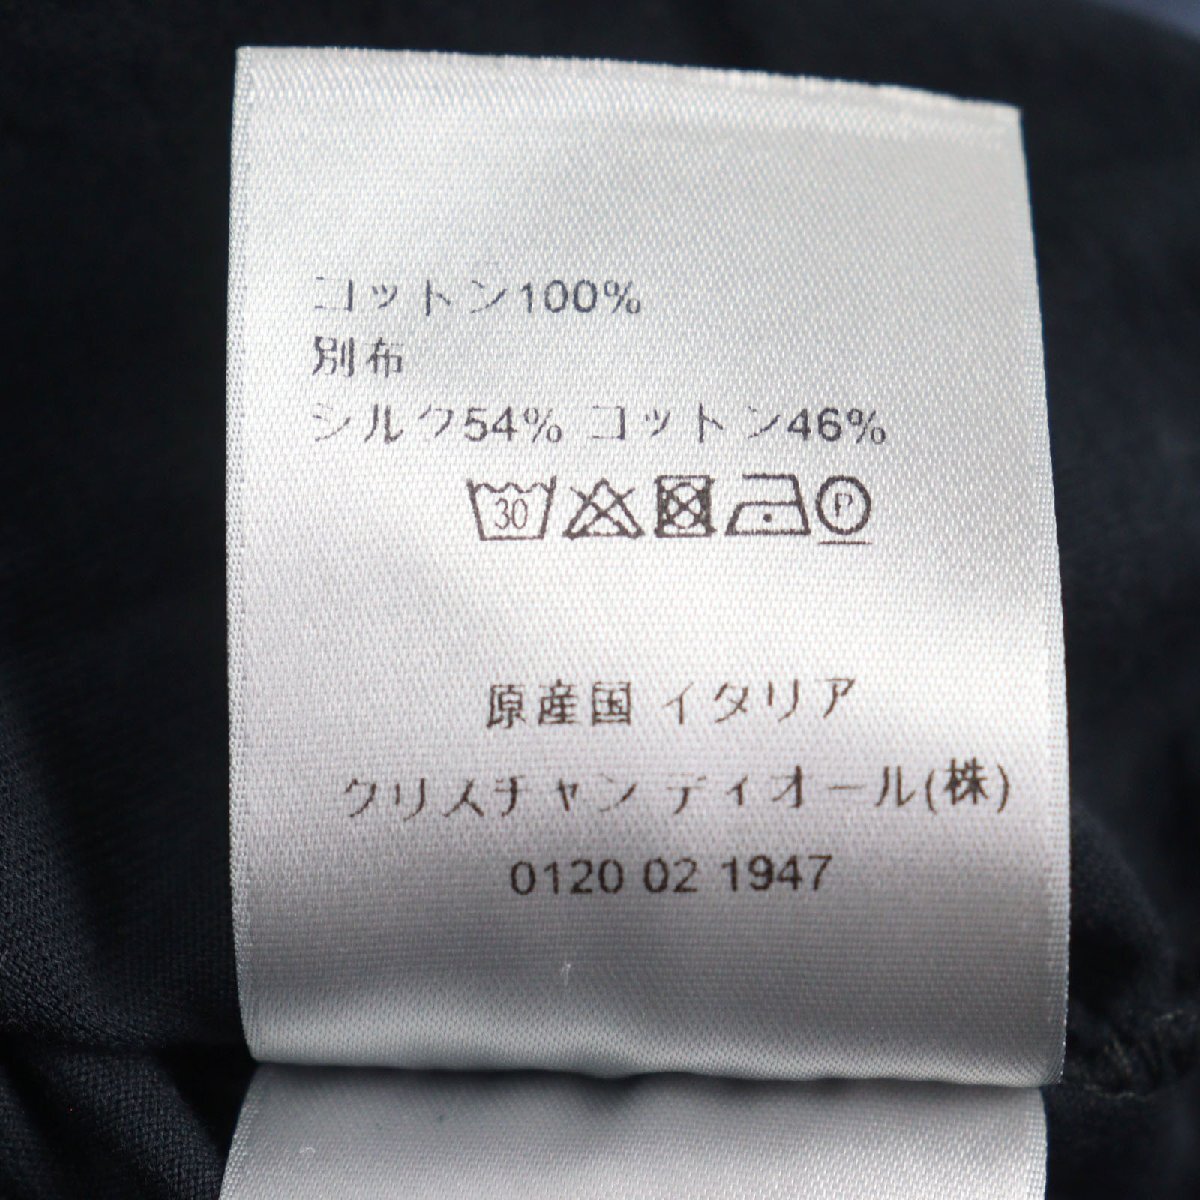 コットン100%
別布
シルク54% コットン46%
30 P
原産国 イタリア
クリスチャン ディオール(株)
0120 02 1947